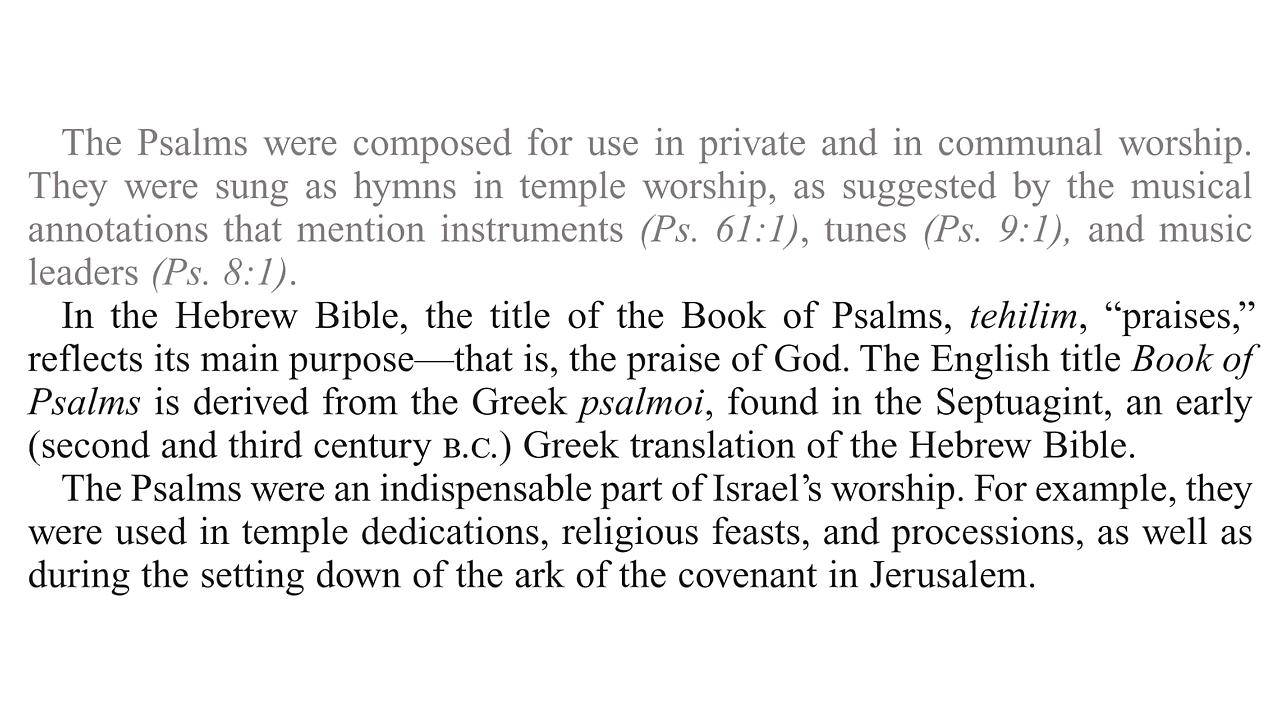 The Psalms were composed for use in private and in communal worship.
They were sung as hymns in temple worship, as suggested by the musical
annotations that mention instruments (Ps. 61:1), tunes (Ps. 9:1), and music
leaders (Ps. 8:1).
In the Hebrew Bible, the title of the Book of Psalms, tehilim, “praises,”
reflects its main purpose—that is, the praise of God. The English title Book of
Psalms is derived from the Greek psalmoi, found in the Septuagint, an early
(second and third century B.C.) Greek translation of the Hebrew Bible.
The Psalms were an indispensable part of Israel’s worship. For example, they
were used in temple dedications, religious feasts, and processions, as well as
during the setting down of the ark of the covenant in Jerusalem.